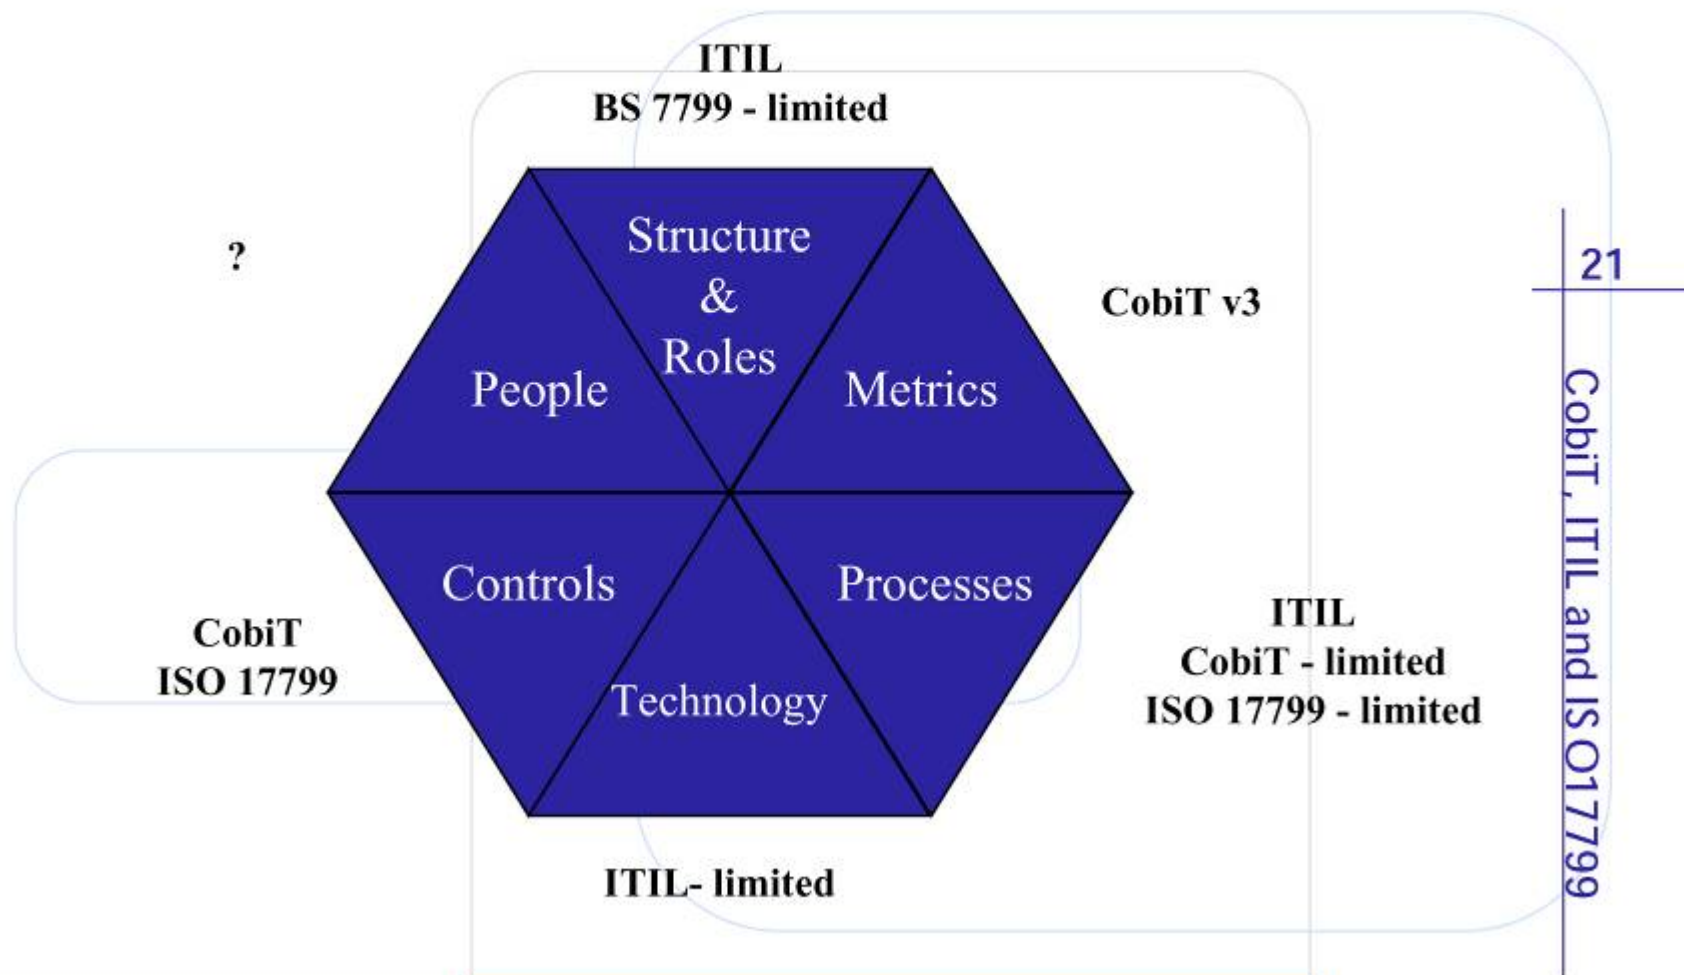 ITIL
BS 7799 - limited
?
Structure
&
Roles
People
Metrics
CobiT v3
Controls
Processes
Technology
CobiT
ISO 17799
ITIL
CobiT - limited
ISO 17799 - limited
ITIL- limited
21
CobiT, ITIL and ISO17799